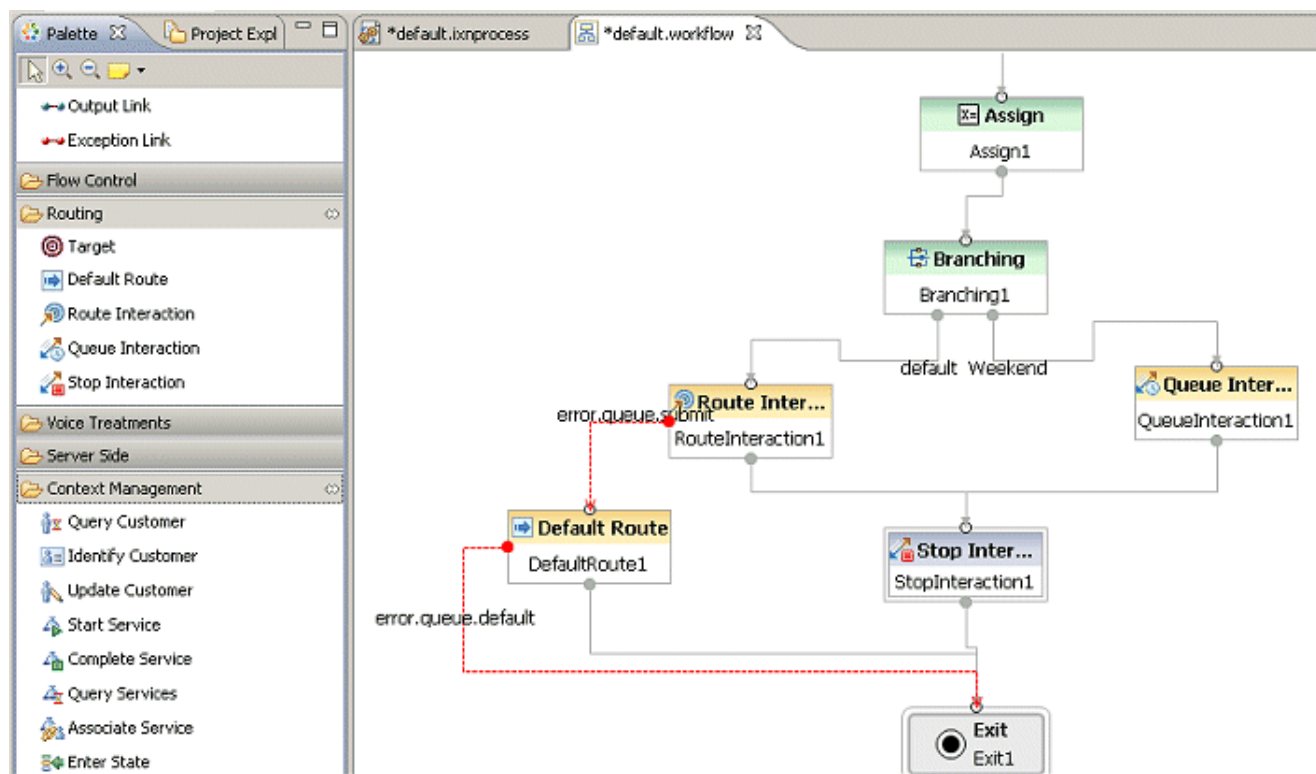 Palette
Project Expl
*default.ixnprocess
*default.workflow
Output Link
Exception Link
Flow Control
Routing
Target
Default Route
Route Interaction
Queue Interaction
Stop Interaction
Voice Treatments
Server Side
Context Management
Query Customer
Identify Customer
Update Customer
Start Service
Complete Service
Query Services
Associate Service
Enter State
X= Assign
Assign1
Branching
Branching1
default Weekend
Route Inter...
error.queue.submit
RouteInteraction1
Queue Inter...
QueueInteraction1
Default Route
DefaultRoute1
Stop Inter...
StopInteraction1
error.queue.default
Exit
Exit1